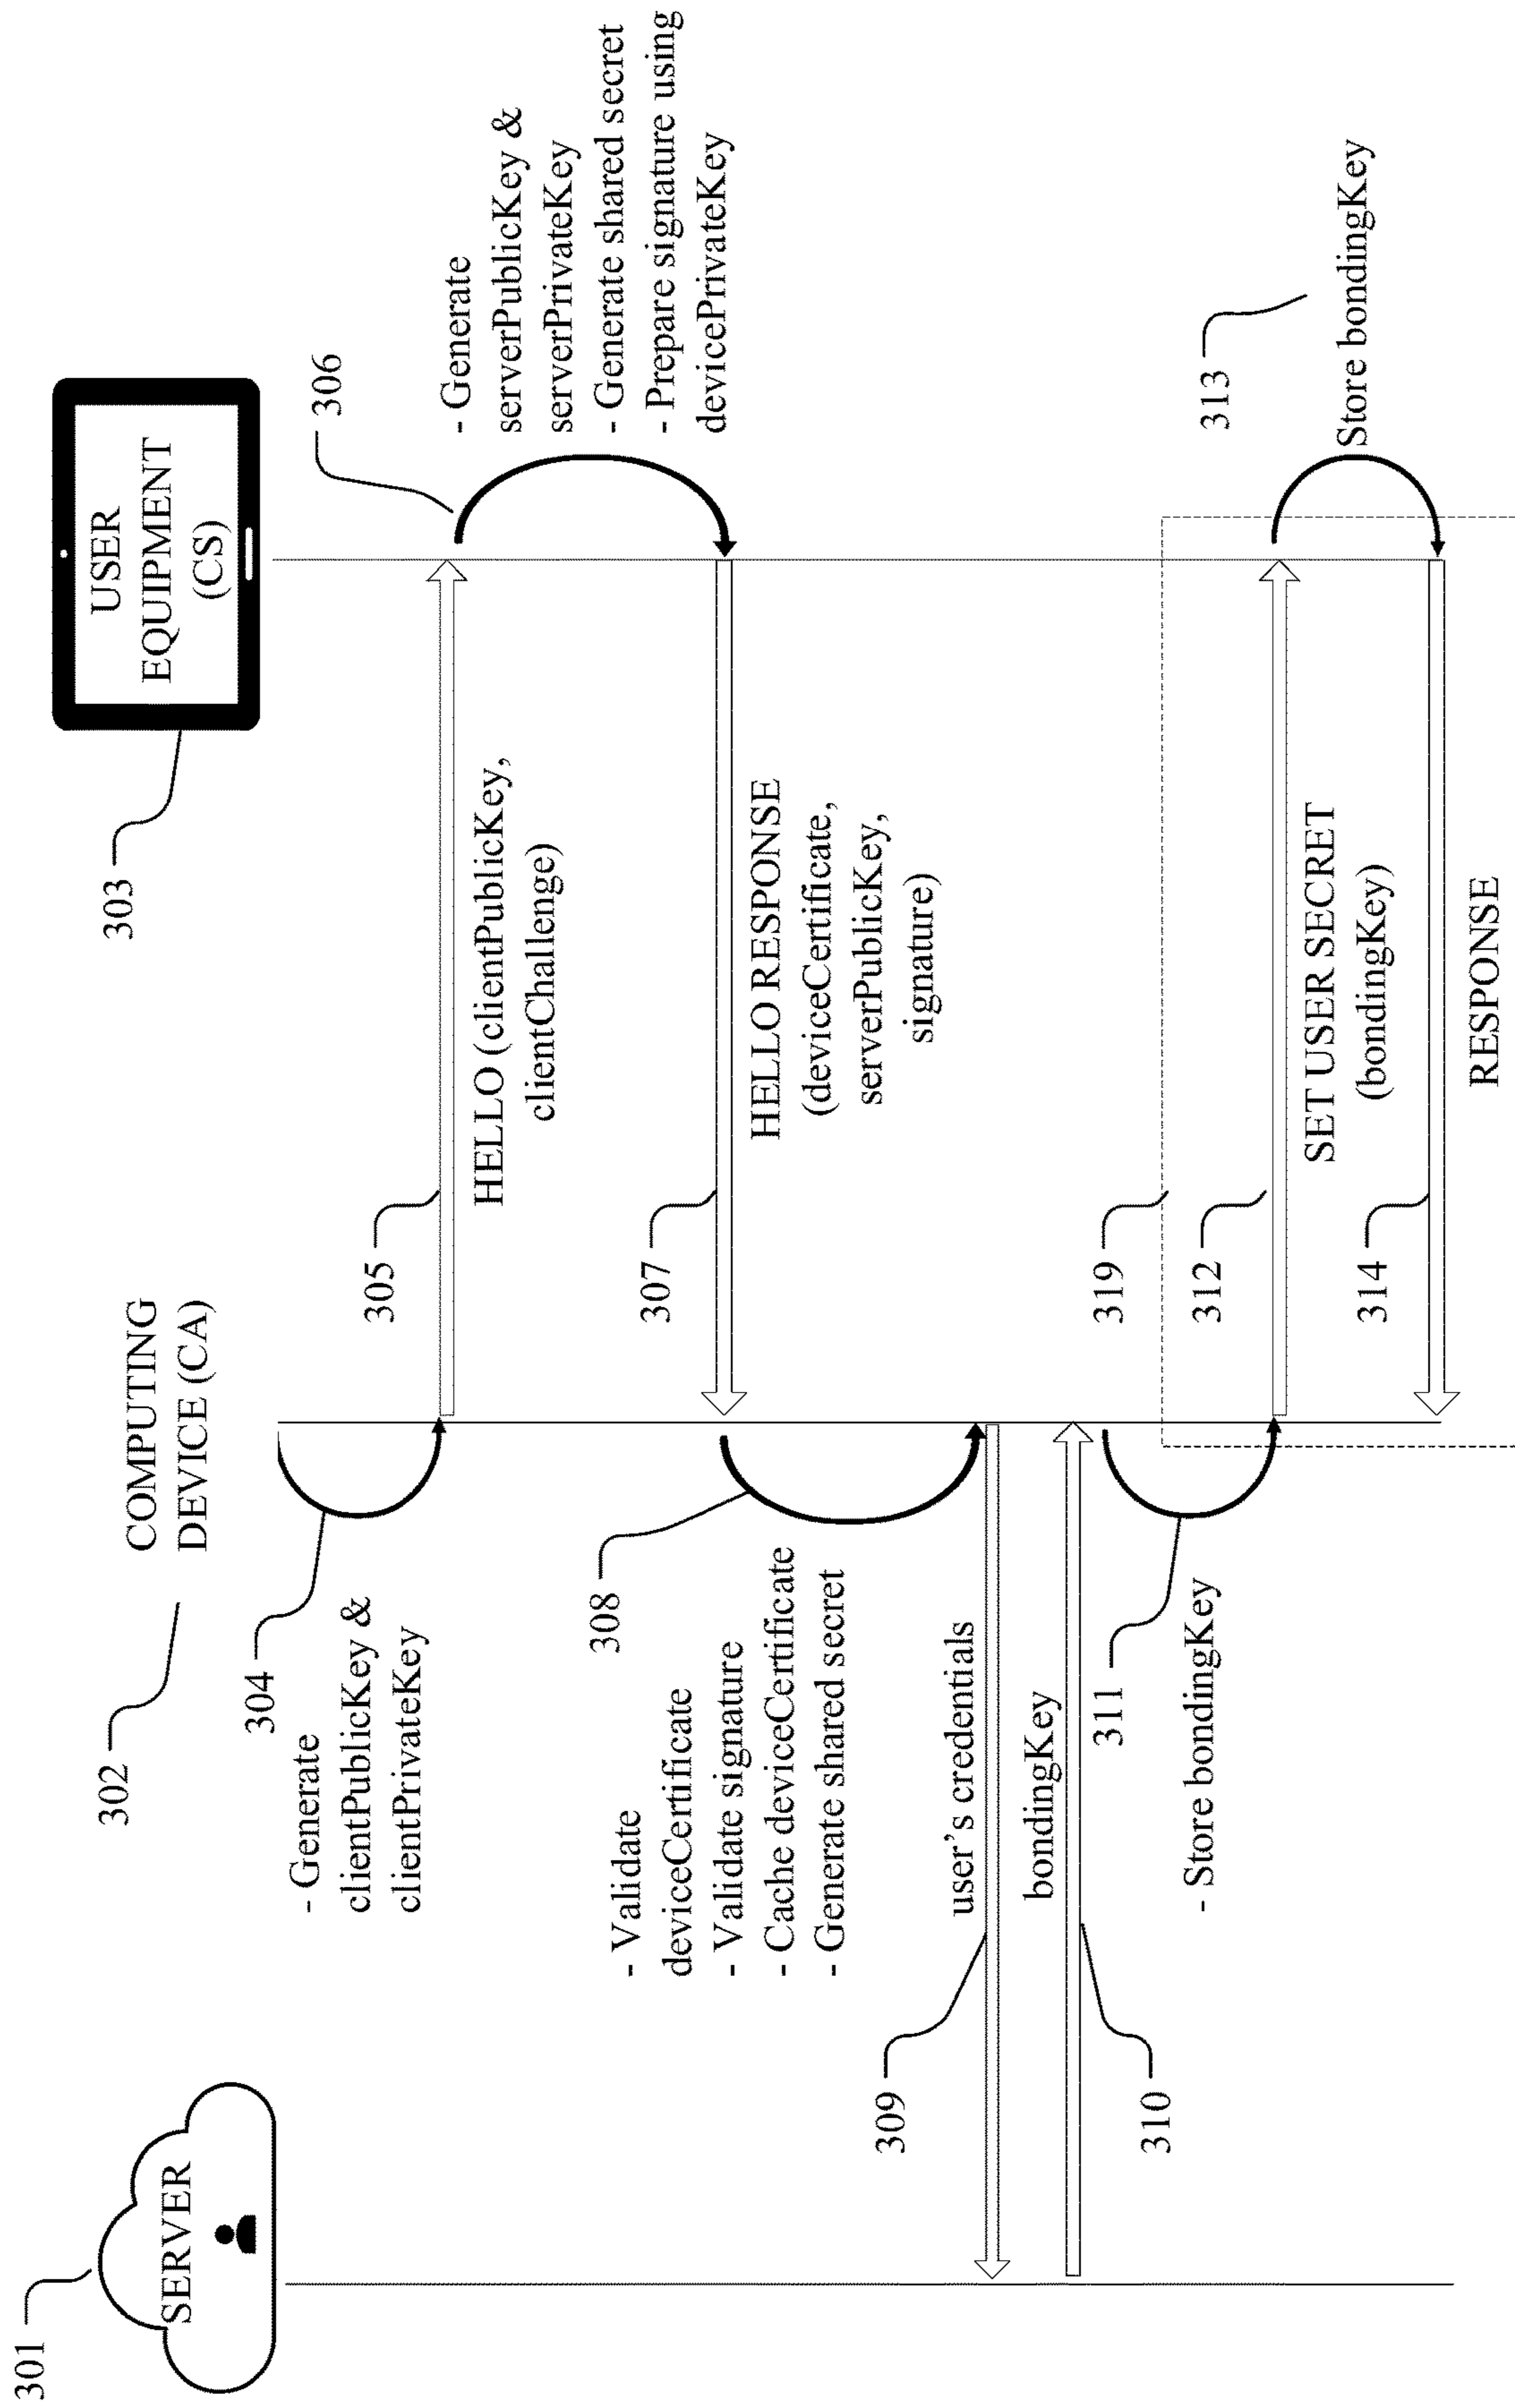 301
SERVER
302
COMPUTING
DEVICE (CA)
303
USER
EQUIPMENT
(CS)
304
- Generate
clientPublicKey &
clientPrivateKey
305
HELLO (clientPublicKey,
clientChallenge)
306
- Generate
serverPublicKey &
serverPrivateKey
- Generate shared secret
- Prepare signature using
devicePrivateKey
307
HELLO RESPONSE
(deviceCertificate,
serverPublicKey,
signature)
308
- Validate
deviceCertificate
- Validate signature
- Cache deviceCertificate
- Generate shared secret
309
user's credentials
bondingKey
310
311
- Store bondingKey
319
312
SET USER SECRET
(bondingKey)
313
Store bondingKey
314
RESPONSE